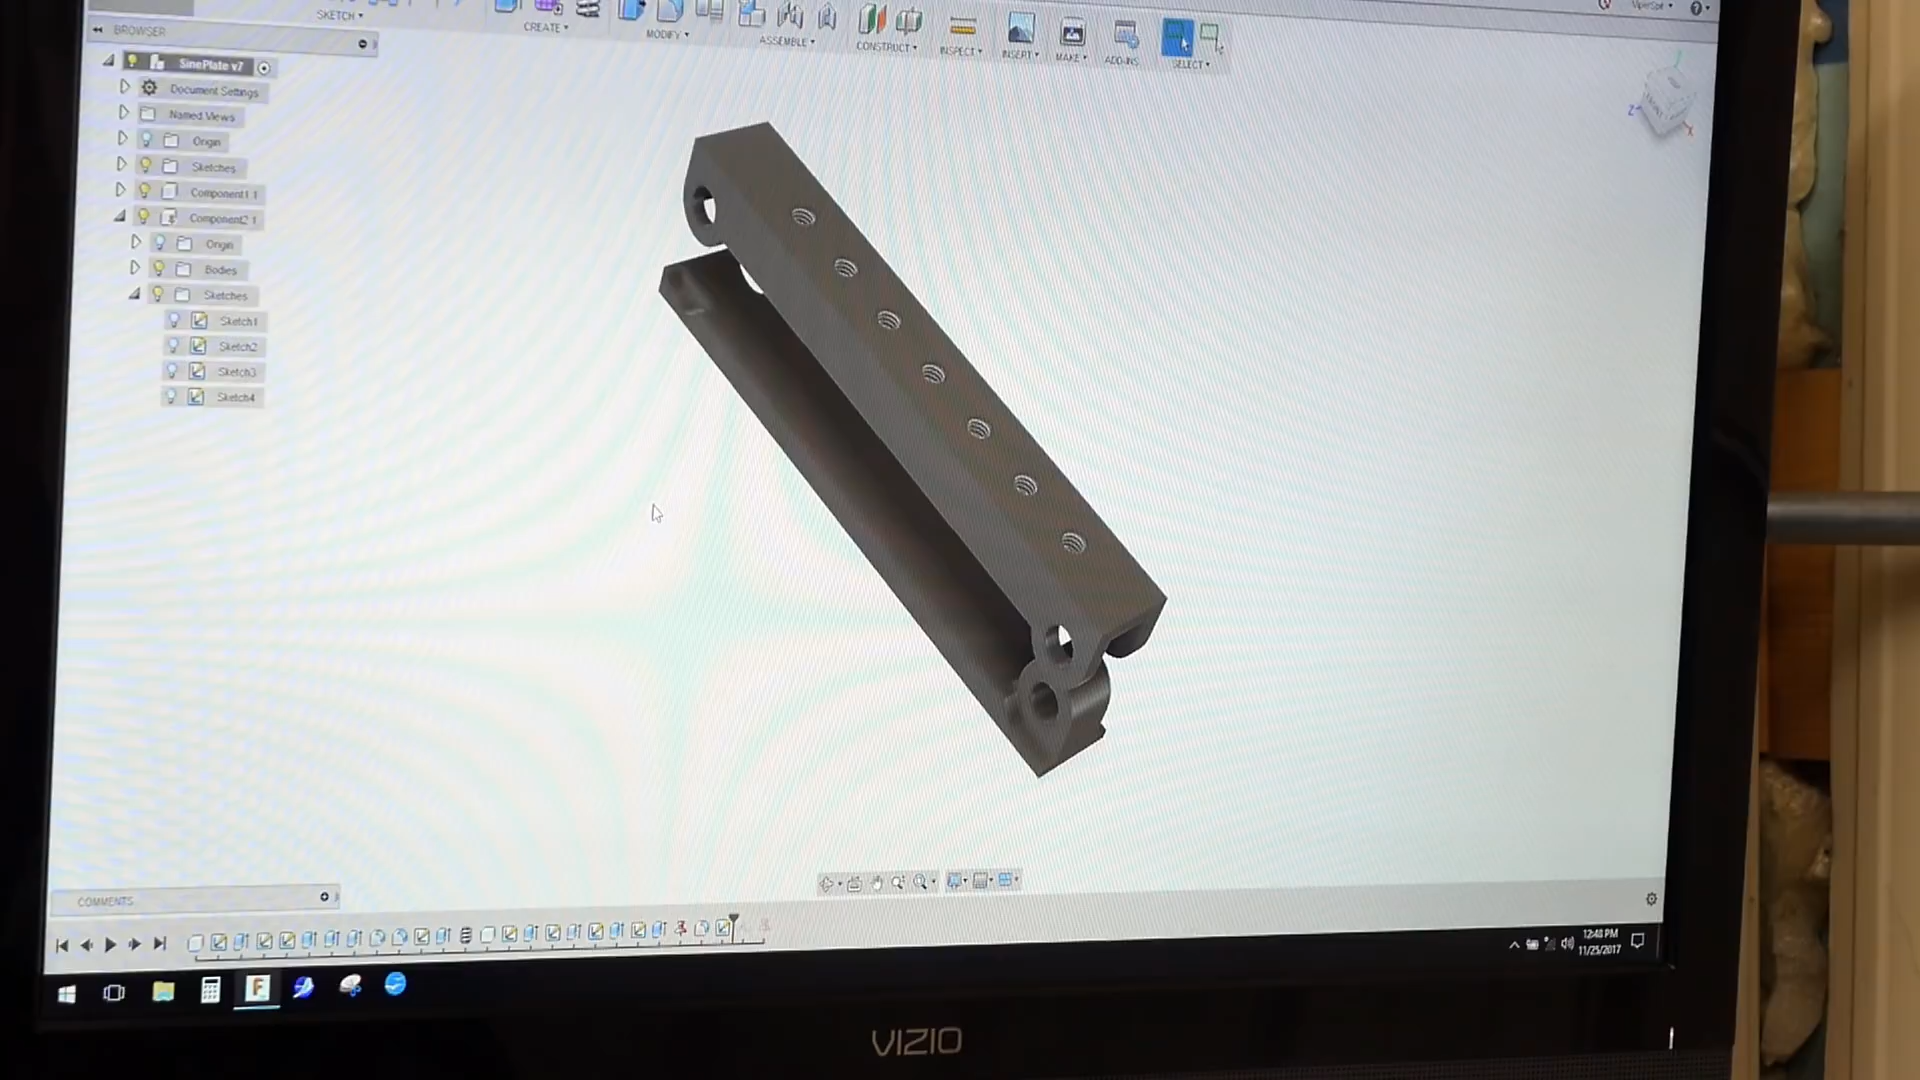 SKETCH
CREATE
MODIFY
ASSEMBLE
CONSTRUCT
INSPECT
INSERT
MAKE
ADD-INS
SELECT
BROWSER
SinePlate v7
Document Settings
Named Views
Origin
Sketches
Component1:1
Component2:1
Origin
Bodies
Sketches
Sketch1
Sketch2
Sketch3
Sketch4
Z
X
COMMENTS
12:48 PM
11/25/2017
VIZIO